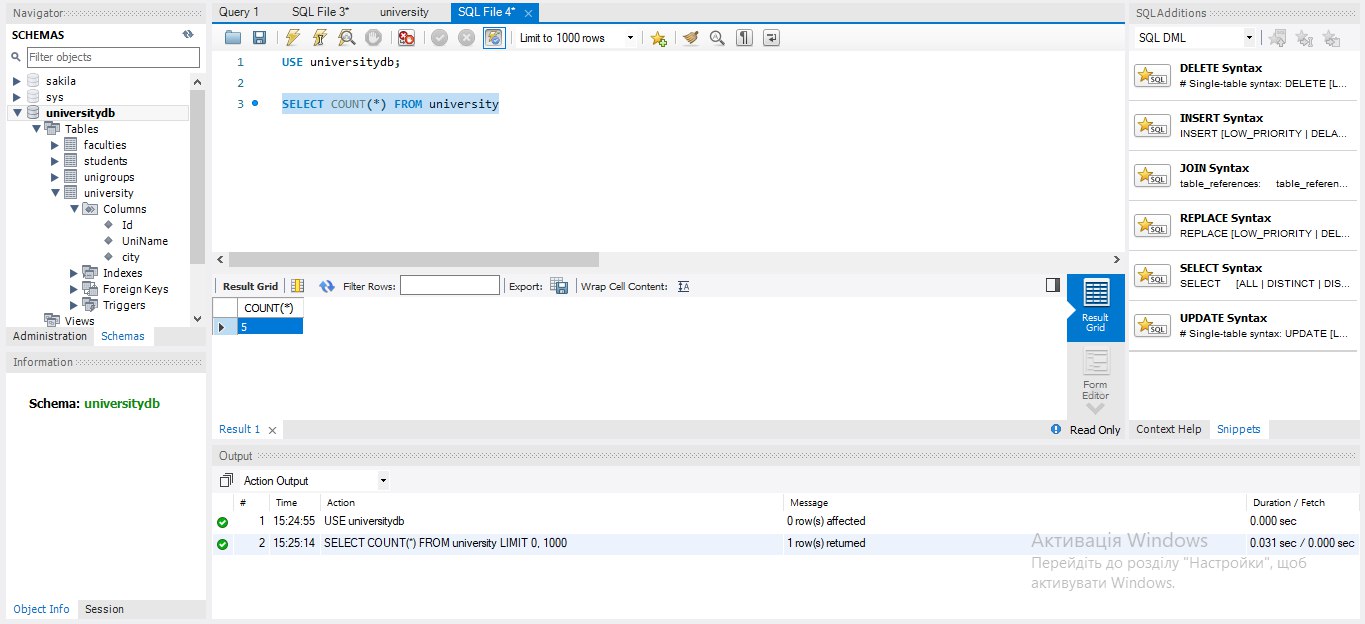 Navigator
SCHEMAS
Filter objects
sakila
sys
universitydb
Tables
faculties
students
unigroups
university
Columns
Id
UniName
city
Indexes
Foreign Keys
Triggers
Views
Administration Schemas
Information
Schema: universitydb
Object Info Session
Query 1 SQL File 3* university SQL File 4*
Limit to 1000 rows
1 USE universitydb;
2
3 SELECT COUNT(*) FROM university
Result Grid Filter Rows: Export: Wrap Cell Content:
COUNT(*)
5
Result Grid
Form Editor
Result 1 Read Only
Output
Action Output
# Time Action Message Duration / Fetch
1 15:24:55 USE universitydb 0 row(s) affected 0.000 sec
2 15:25:14 SELECT COUNT(*) FROM university LIMIT 0, 1000 1 row(s) returned 0.031 sec / 0.000 sec
SQLAdditions
SQL DML
DELETE Syntax
# Single-table syntax: DELETE [L...
INSERT Syntax
INSERT [LOW_PRIORITY | DELA...
JOIN Syntax
table_references: table_referen...
REPLACE Syntax
REPLACE [LOW_PRIORITY | DEL...
SELECT Syntax
SELECT [ALL | DISTINCT | DIS...
UPDATE Syntax
# Single-table syntax: UPDATE [L...
Context Help Snippets
Активація Windows
Перейдіть до розділу "Настройки", щоб
активувати Windows.